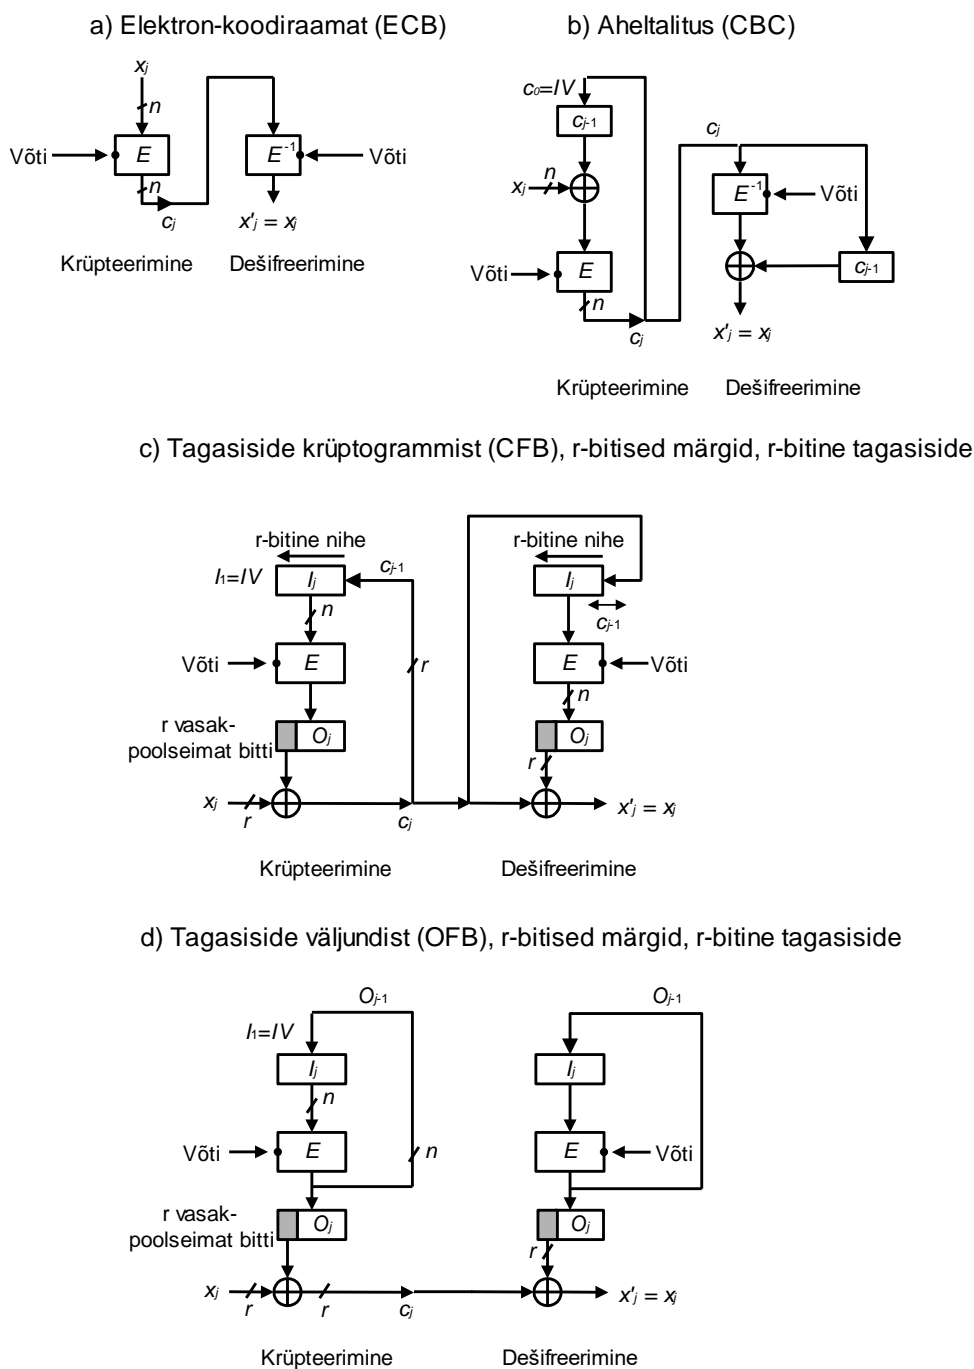 a) Elektron-koodiraamat (ECB)
xj
n
Võti
E
n
cj
E-1
Võti
x'j = xj
Krüpteerimine
Dešifreerimine
b) Aheltalitus (CBC)
c0=IV
cj-1
xj
n
Võti
E
n
cj
cj
E-1
Võti
cj-1
x'j = xj
Krüpteerimine
Dešifreerimine
c) Tagasiside krüptogrammist (CFB), r-bitised märgid, r-bitine tagasiside
r-bitine nihe
I1=IV
Ij
cj-1
n
Võti
E
r
r vasak-
poolseimat bitti
Oj
xj
r
cj
r-bitine nihe
Ij
cj-1
E
Võti
n
Oj
r
x'j = xj
Krüpteerimine
Dešifreerimine
d) Tagasiside väljundist (OFB), r-bitised märgid, r-bitine tagasiside
Oj-1
I1=IV
Ij
n
Võti
E
n
r vasak-
poolseimat bitti
Oj
xj
r
r
cj
Oj-1
Ij
E
Võti
Oj
r
x'j = xj
Krüpteerimine
Dešifreerimine